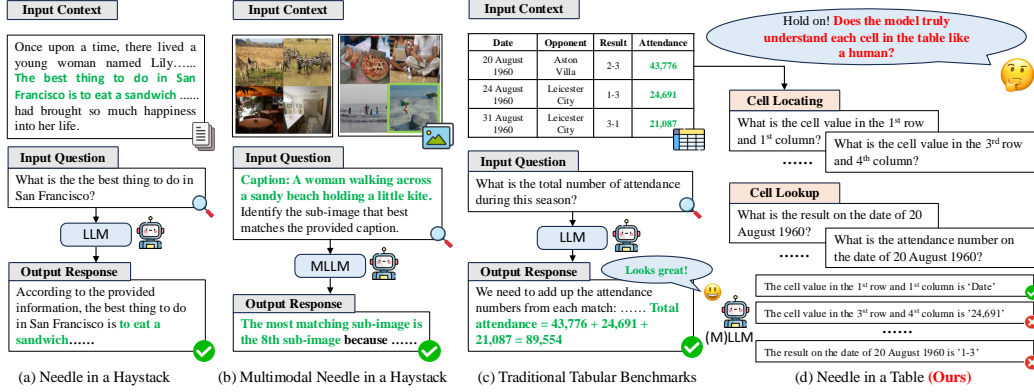 Input Context
Once upon a time, there lived a
young woman named Lily…...
The best thing to do in San
Francisco is to eat a sandwich ......
had brought so much happiness
into her life.
Input Question
What is the the best thing to do in
San Francisco?
LLM
Output Response
According to the provided
information, the best thing to do
in San Francisco is to eat a
sandwich……
(a) Needle in a Haystack
Input Context
Input Question
Caption: A woman walking across
a sandy beach holding a little kite.
Identify the sub-image that best
matches the provided caption.
MLLM
Output Response
The most matching sub-image is
the 8th sub-image because ……
(b) Multimodal Needle in a Haystack
Input Context
Date Opponent Result Attendance
20 August
1960
Aston
Villa
2-3 43,776
24 August
1960
Leicester
City
1-3 24,691
31 August
1960
Leicester
City
3-1 21,087
Input Question
What is the total number of attendance
during this season?
LLM
Output Response
Looks great!
We need to add up the attendance
numbers from each match: …… Total
attendance = 43,776 + 24,691 +
21,087 = 89,554
(c) Traditional Tabular Benchmarks
Hold on! Does the model truly
understand each cell in the table like
a human?
Cell Locating
What is the cell value in the 1st row
and 1st column?
What is the cell value in the 3rd row
and 4th column?
……
Cell Lookup
What is the result on the date of 20
August 1960?
What is the attendance number on
the date of 20 August 1960?
……
(M)LLM
The cell value in the 1st row and 1st column is 'Date'
The cell value in the 3rd row and 4th column is '24,691'
……
The result on the date of 20 August 1960 is '1-3'
(d) Needle in a Table (Ours)